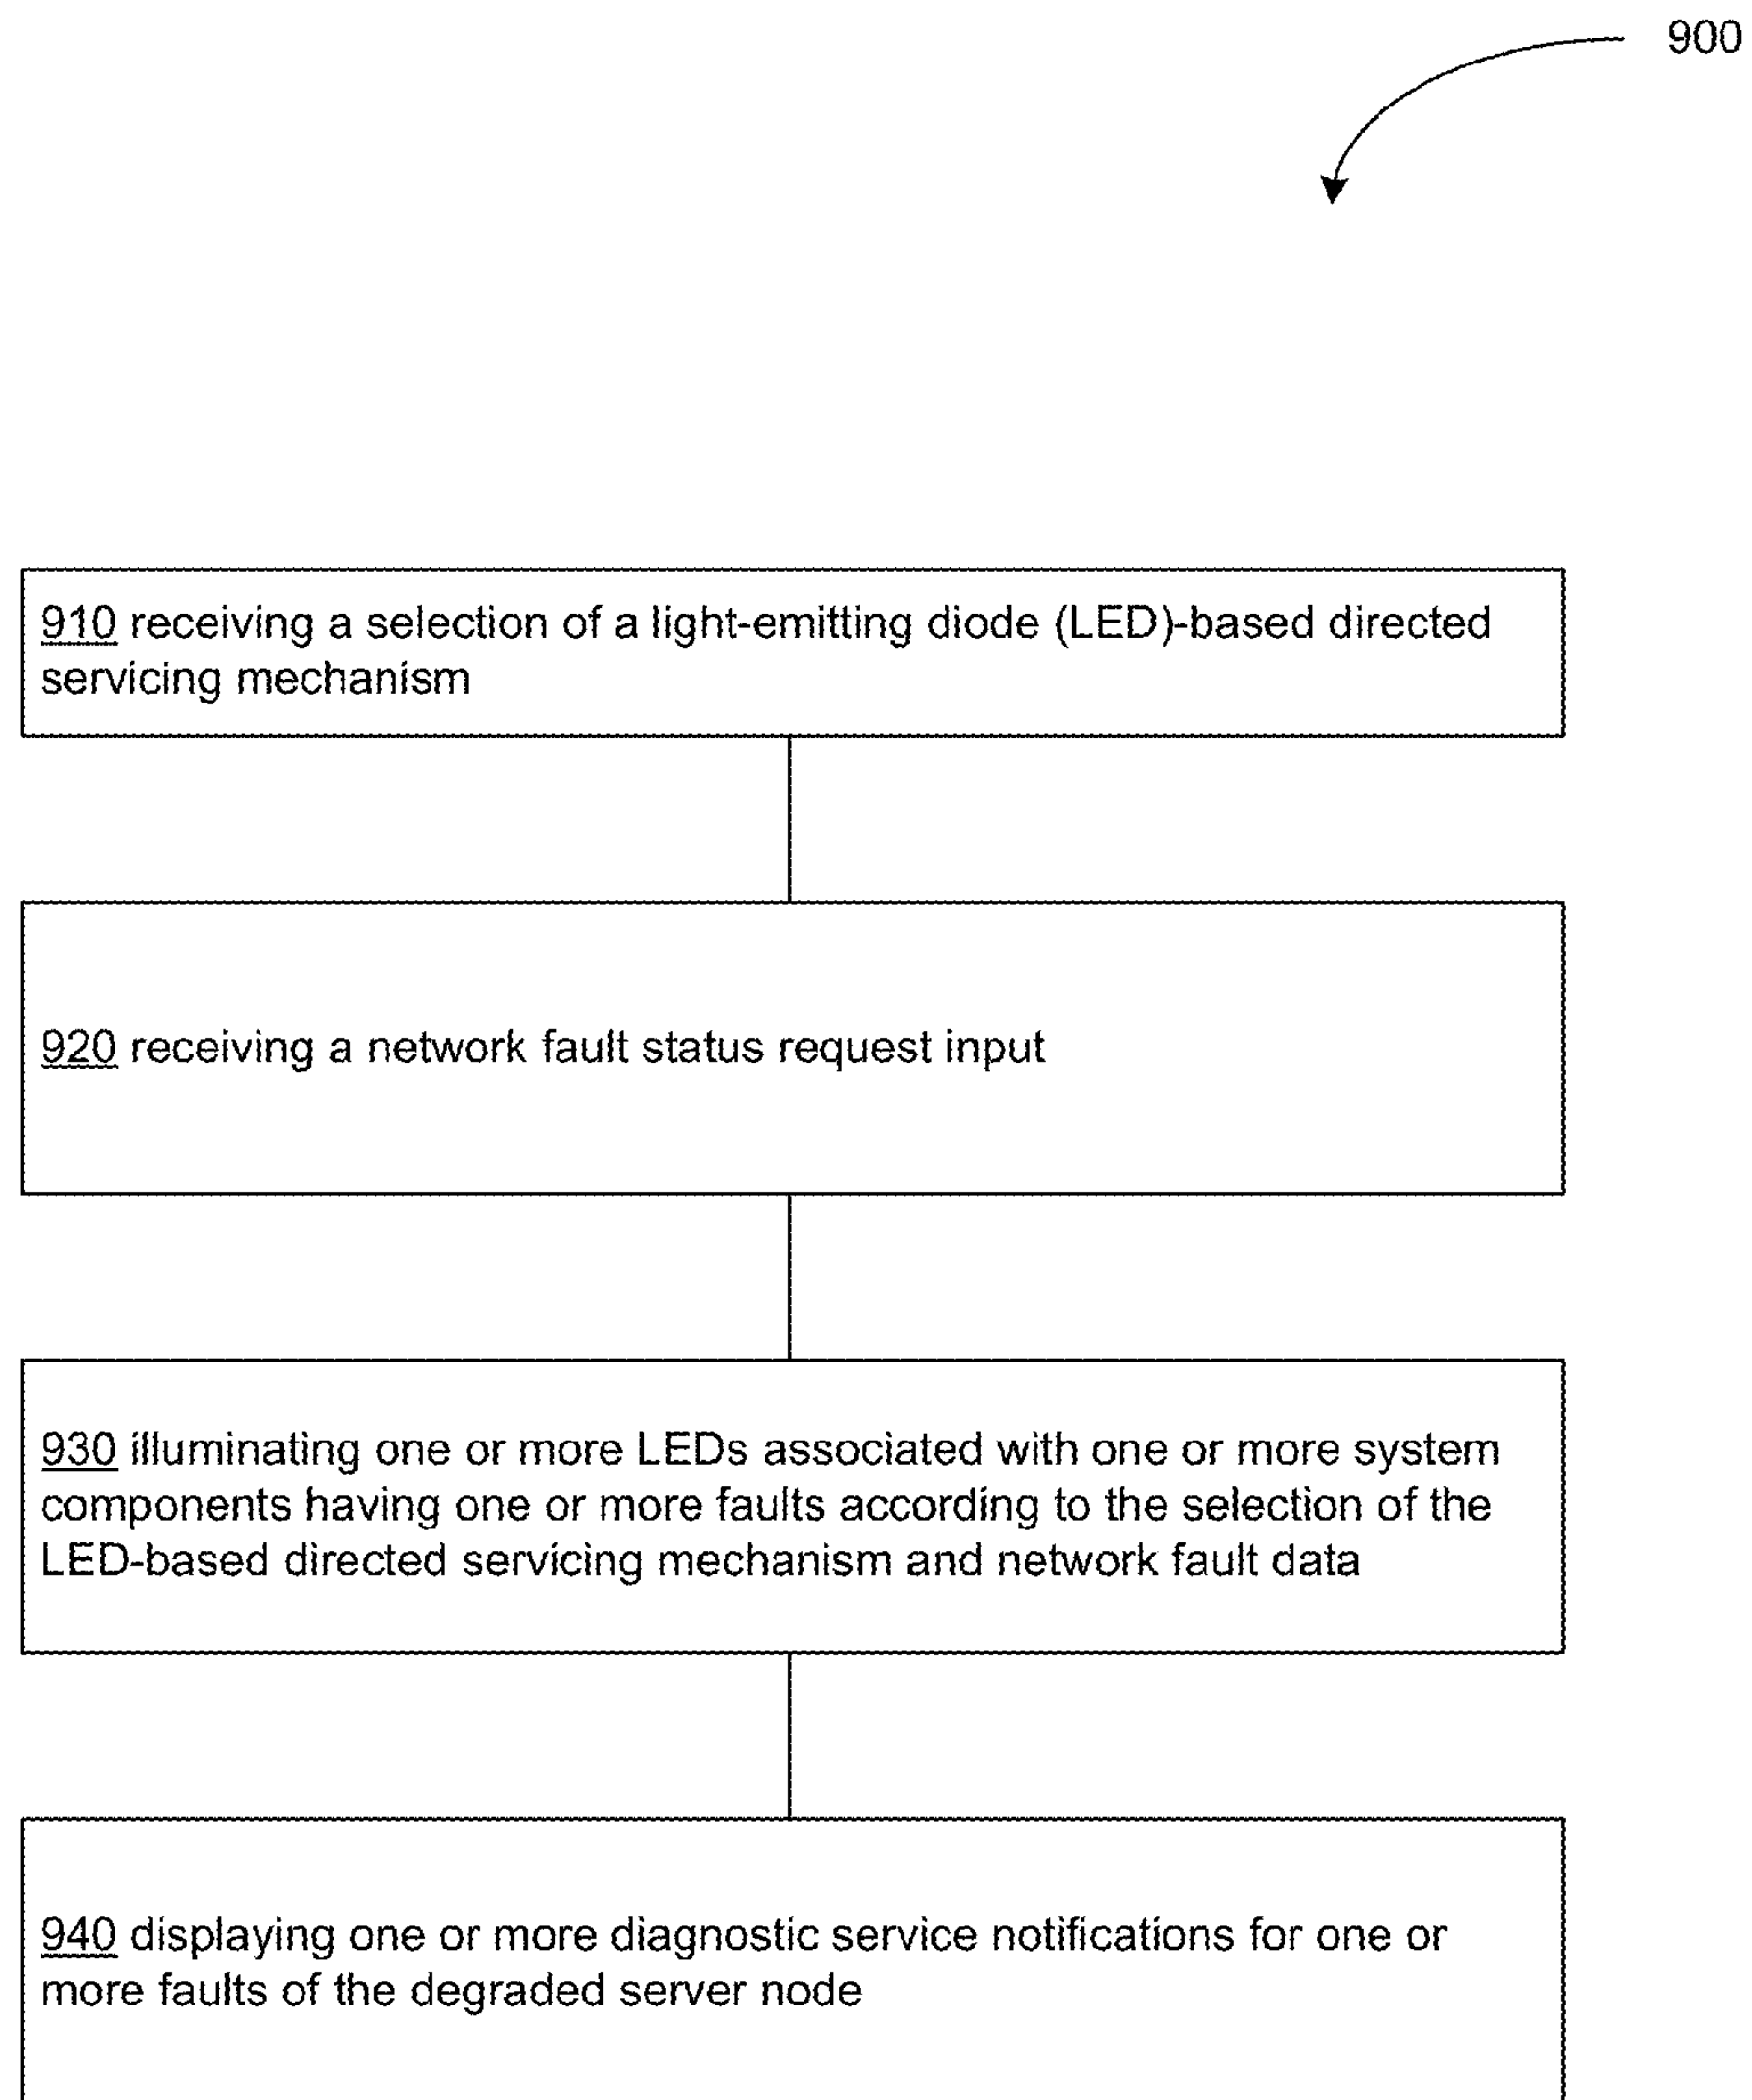 900
910 receiving a selection of a light-emitting diode (LED)-based directed
servicing mechanism
920 receiving a network fault status request input
930 illuminating one or more LEDs associated with one or more system
components having one or more faults according to the selection of the
LED-based directed servicing mechanism and network fault data
940 displaying one or more diagnostic service notifications for one or
more faults of the degraded server node